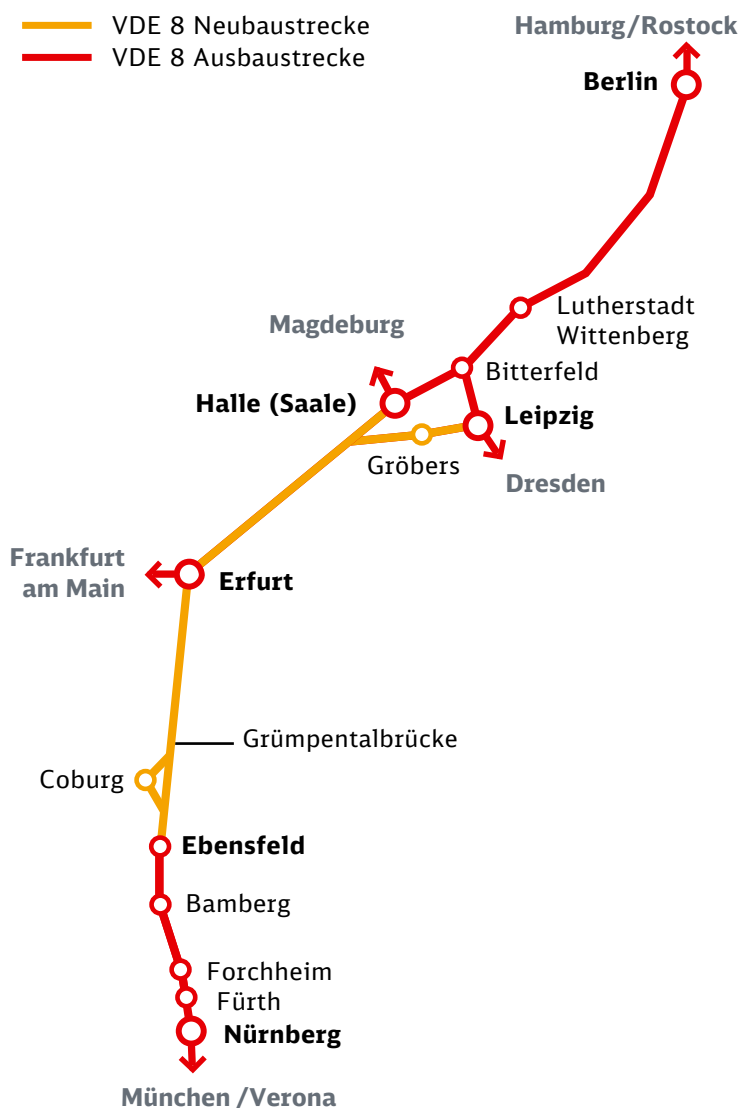 VDE 8 Neubaustrecke
VDE 8 Ausbaustrecke
Hamburg/Rostock
Berlin
Lutherstadt
Wittenberg
Magdeburg
Bitterfeld
Halle (Saale)
Leipzig
Gröbers
Dresden
Frankfurt
am Main
Erfurt
Grümpentalbrücke
Coburg
Ebensfeld
Bamberg
Forchheim
Fürth
Nürnberg
München /Verona